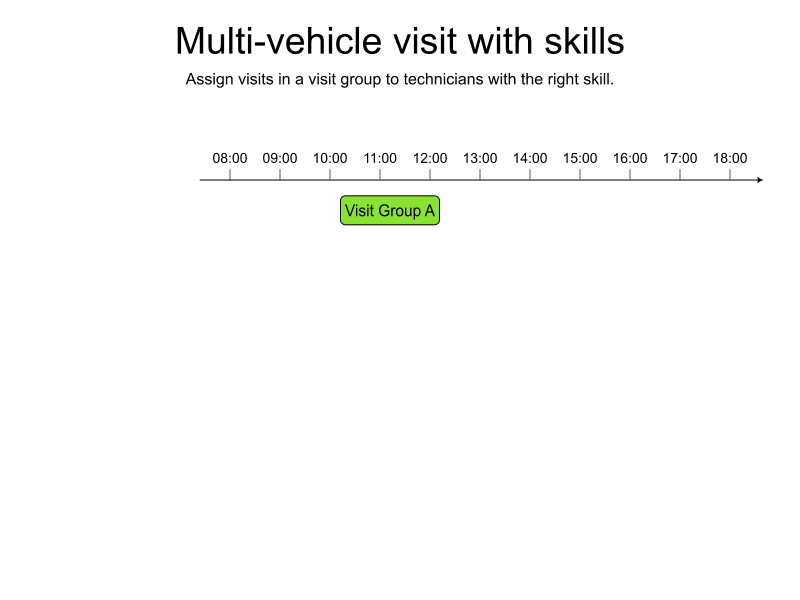 Multi-vehicle visit with skills
Assign visits in a visit group to technicians with the right skill.
08:00 09:00 10:00 11:00 12:00 13:00 14:00 15:00 16:00 17:00 18:00
Visit Group A